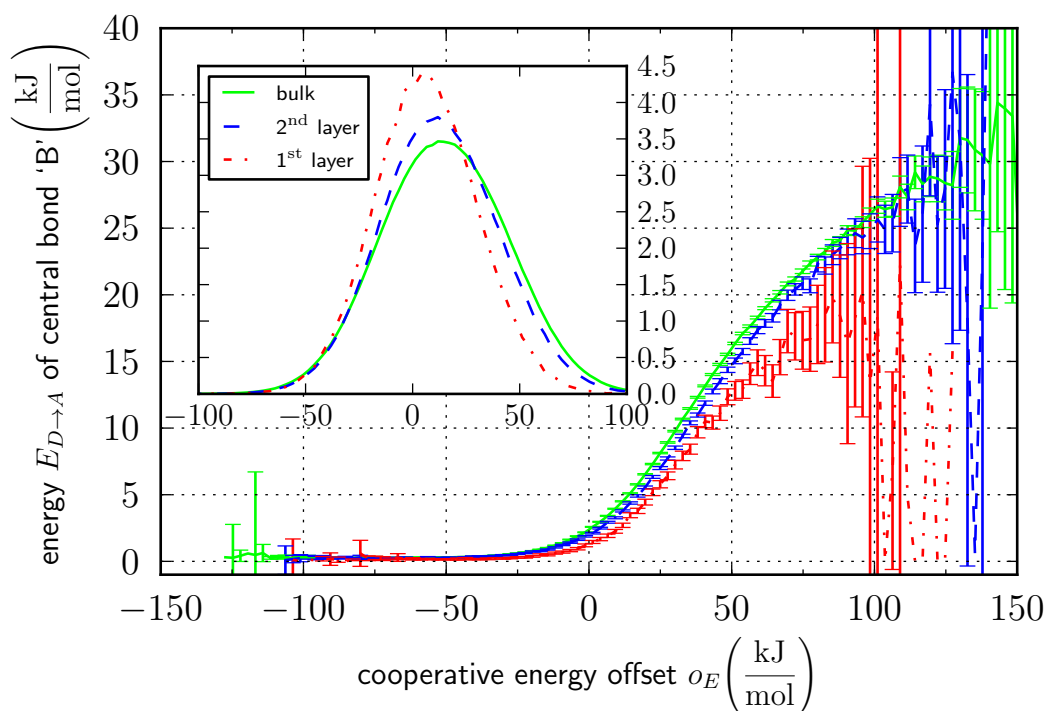 energy E_{D→A} of central bond ‘B’ (kJ/mol)
40
35
30
25
20
15
10
5
0
bulk
2nd layer
1st layer
4.5
4.0
3.5
3.0
2.5
2.0
1.5
1.0
0.5
0.0
−100 −50 0 50 100
−150 −100 −50 0 50 100 150
cooperative energy offset o_E (kJ/mol)